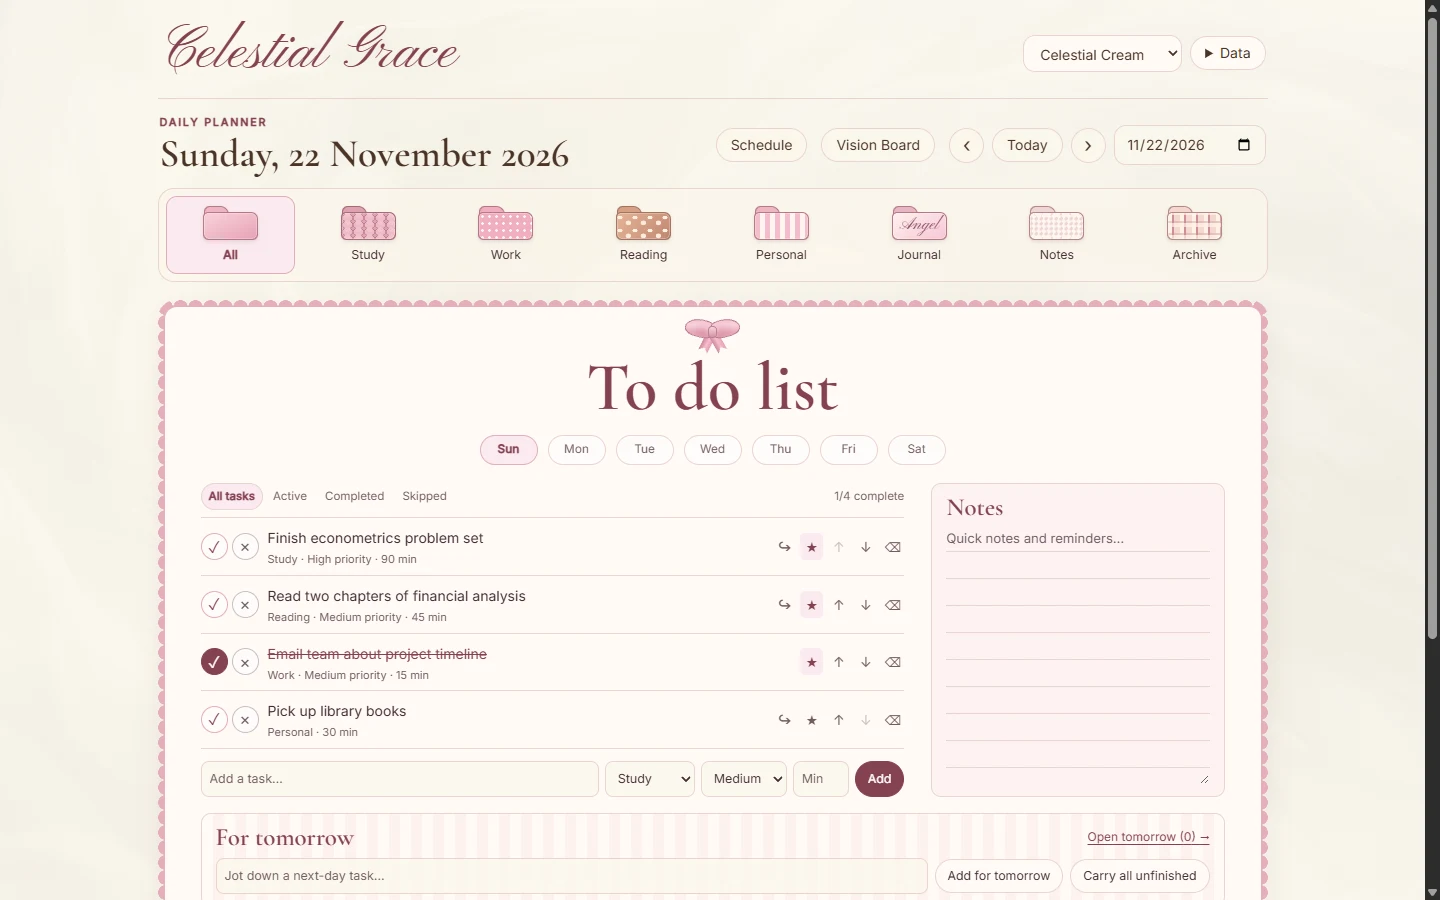 Celestial Grace
Celestial Cream
▶ Data
DAILY PLANNER
Sunday, 22 November 2026
Schedule
Vision Board
‹
Today
›
11/22/2026
All
Study
Work
Reading
Personal
Angel
Journal
Notes
Archive
To do list
Sun
Mon
Tue
Wed
Thu
Fri
Sat
All tasks
Active
Completed
Skipped
1/4 complete
Finish econometrics problem set
Study · High priority · 90 min
Read two chapters of financial analysis
Reading · Medium priority · 45 min
Email team about project timeline
Work · Medium priority · 15 min
Pick up library books
Personal · 30 min
Add a task...
Study
Medium
Min
Add
Notes
Quick notes and reminders...
For tomorrow
Open tomorrow (0) →
Jot down a next-day task...
Add for tomorrow
Carry all unfinished